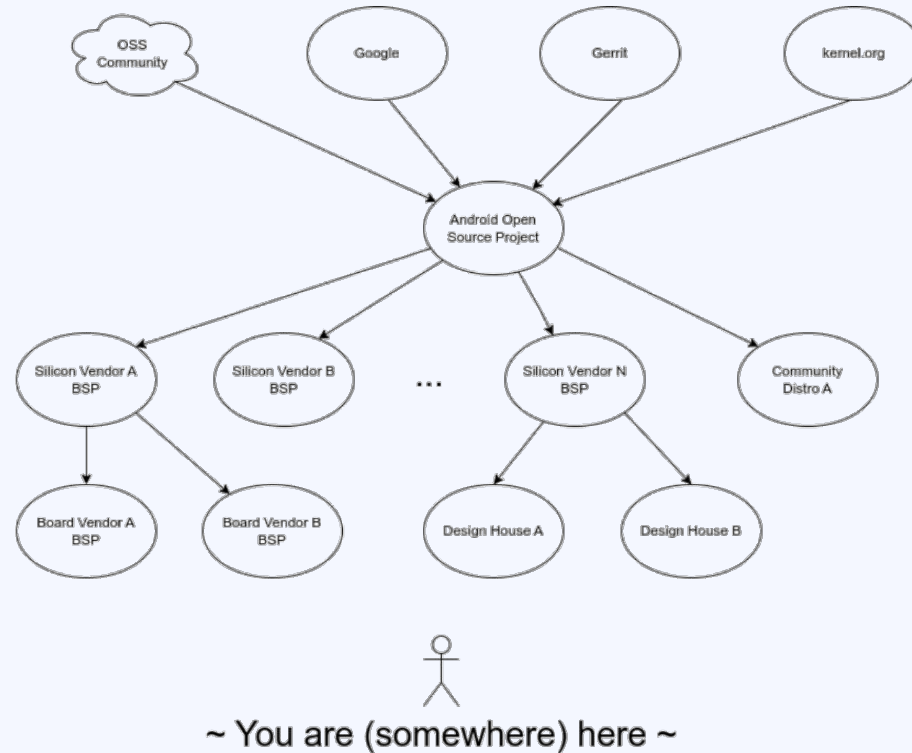 OSS
Community
Google
Gerrit
kernel.org
Android Open
Source Project
Silicon Vendor A
BSP
Silicon Vendor B
BSP
...
Silicon Vendor N
BSP
Community
Distro A
Board Vendor A
BSP
Board Vendor B
BSP
Design House A
Design House B
~ You are (somewhere) here ~